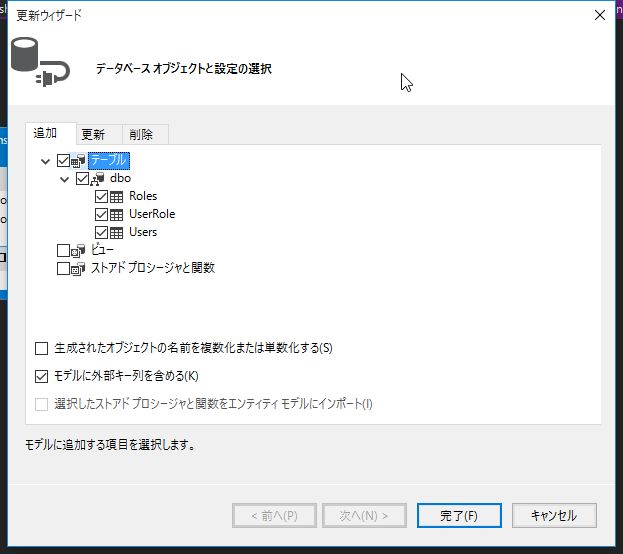 更新ウィザード
データベース オブジェクトと設定の選択
追加 更新 削除
テーブル
dbo
Roles
UserRole
Users
ビュー
ストアド プロシージャと関数
生成されたオブジェクトの名前を複数化または単数化する(S)
モデルに外部キー列を含める(K)
選択したストアド プロシージャと関数をエンティティ モデルにインポート(I)
モデルに追加する項目を選択します。
< 前へ(P) 次へ(N) > 完了(F) キャンセル